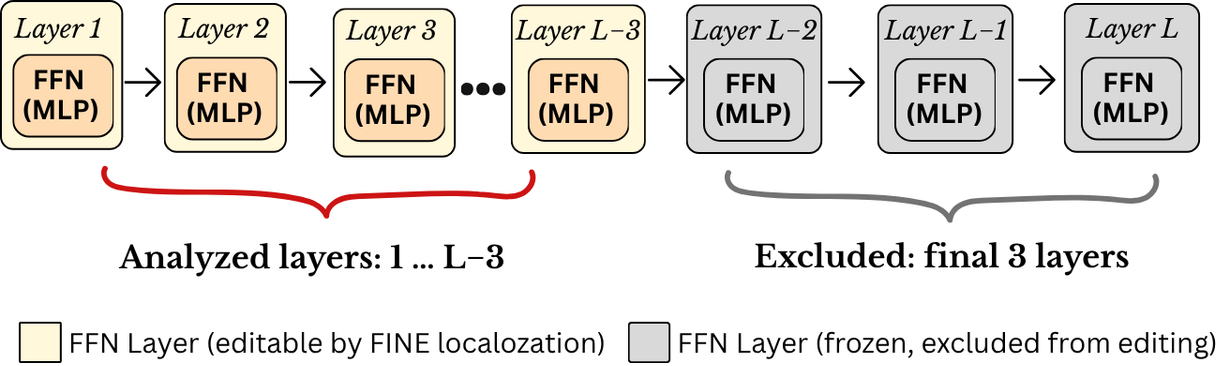 Layer 1
Layer 2
Layer 3
Layer L−3
Layer L−2
Layer L−1
Layer L
FFN
(MLP)
FFN
(MLP)
FFN
(MLP)
FFN
(MLP)
FFN
(MLP)
FFN
(MLP)
FFN
(MLP)
Analyzed layers: 1 ... L−3
Excluded: final 3 layers
FFN Layer (editable by FINE localozation)
FFN Layer (frozen, excluded from editing)